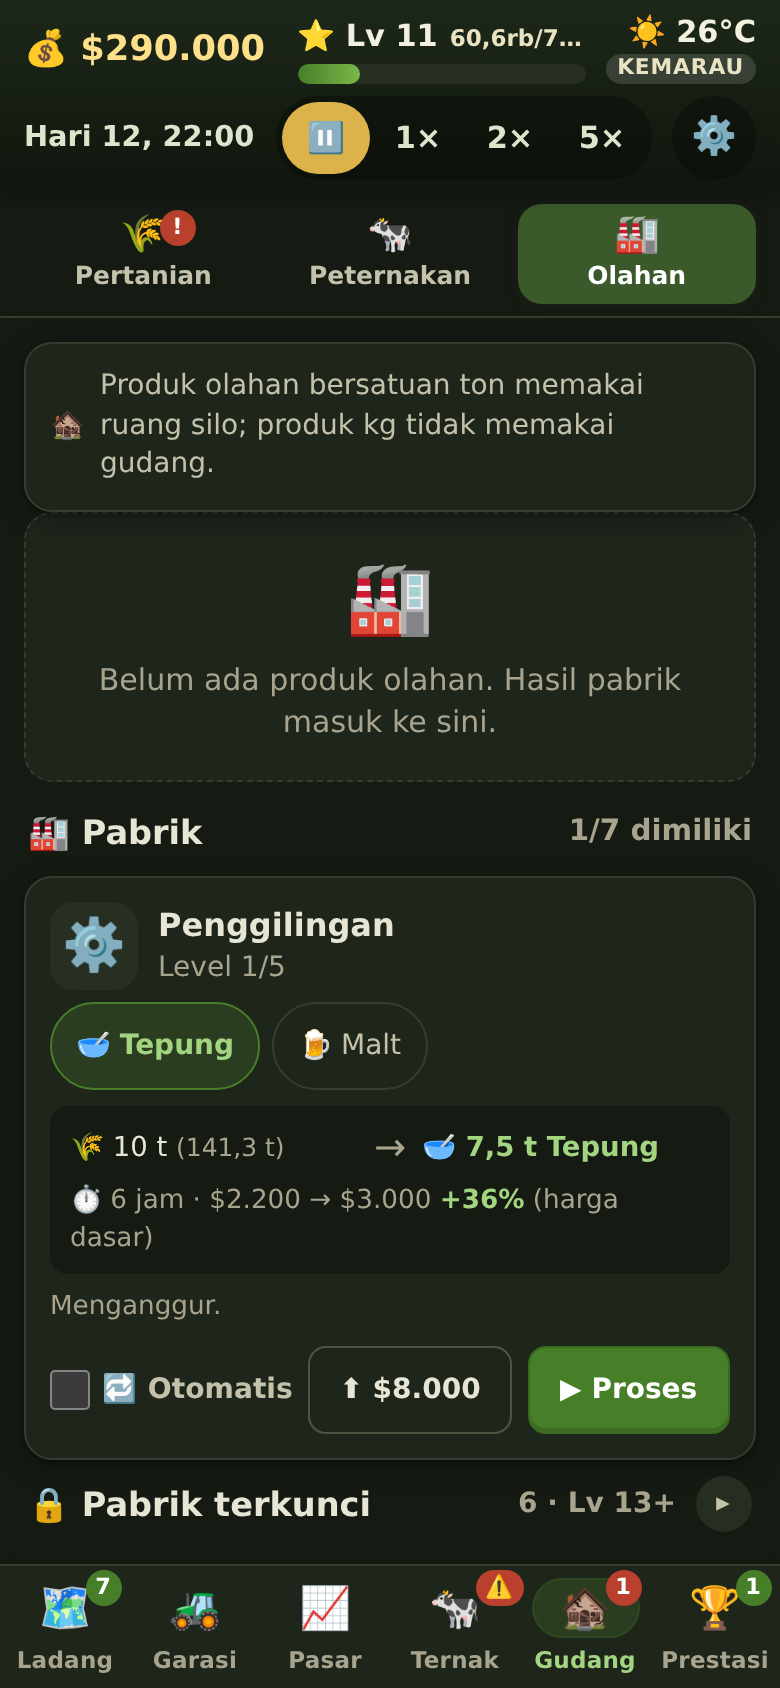 $290.000
Lv 11 60,6rb/7…
26°C
KEMARAU
Hari 12, 22:00
1× 2× 5×
!
Pertanian Peternakan Olahan
Produk olahan bersatuan ton memakai
ruang silo; produk kg tidak memakai
gudang.
Belum ada produk olahan. Hasil pabrik
masuk ke sini.
Pabrik 1/7 dimiliki
Penggilingan
Level 1/5
Tepung Malt
10 t (141,3 t) → 7,5 t Tepung
6 jam · $2.200 → $3.000 +36% (harga
dasar)
Menganggur.
Otomatis ⬆ $8.000 ▶ Proses
Pabrik terkunci 6 · Lv 13+ ▸
7 1 1
Ladang Garasi Pasar Ternak Gudang Prestasi